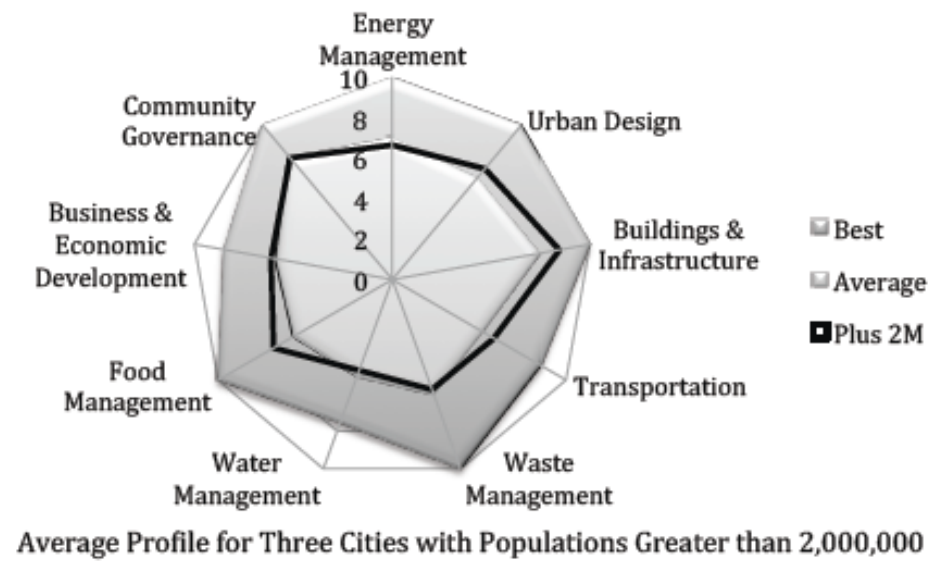 Energy
Management
10
8
6
4
2
0
Urban Design
Buildings &
Infrastructure
Transportation
Waste
Management
Water
Management
Food
Management
Business &
Economic
Development
Community
Governance
Best
Average
Plus 2M
Average Profile for Three Cities with Populations Greater than 2,000,000